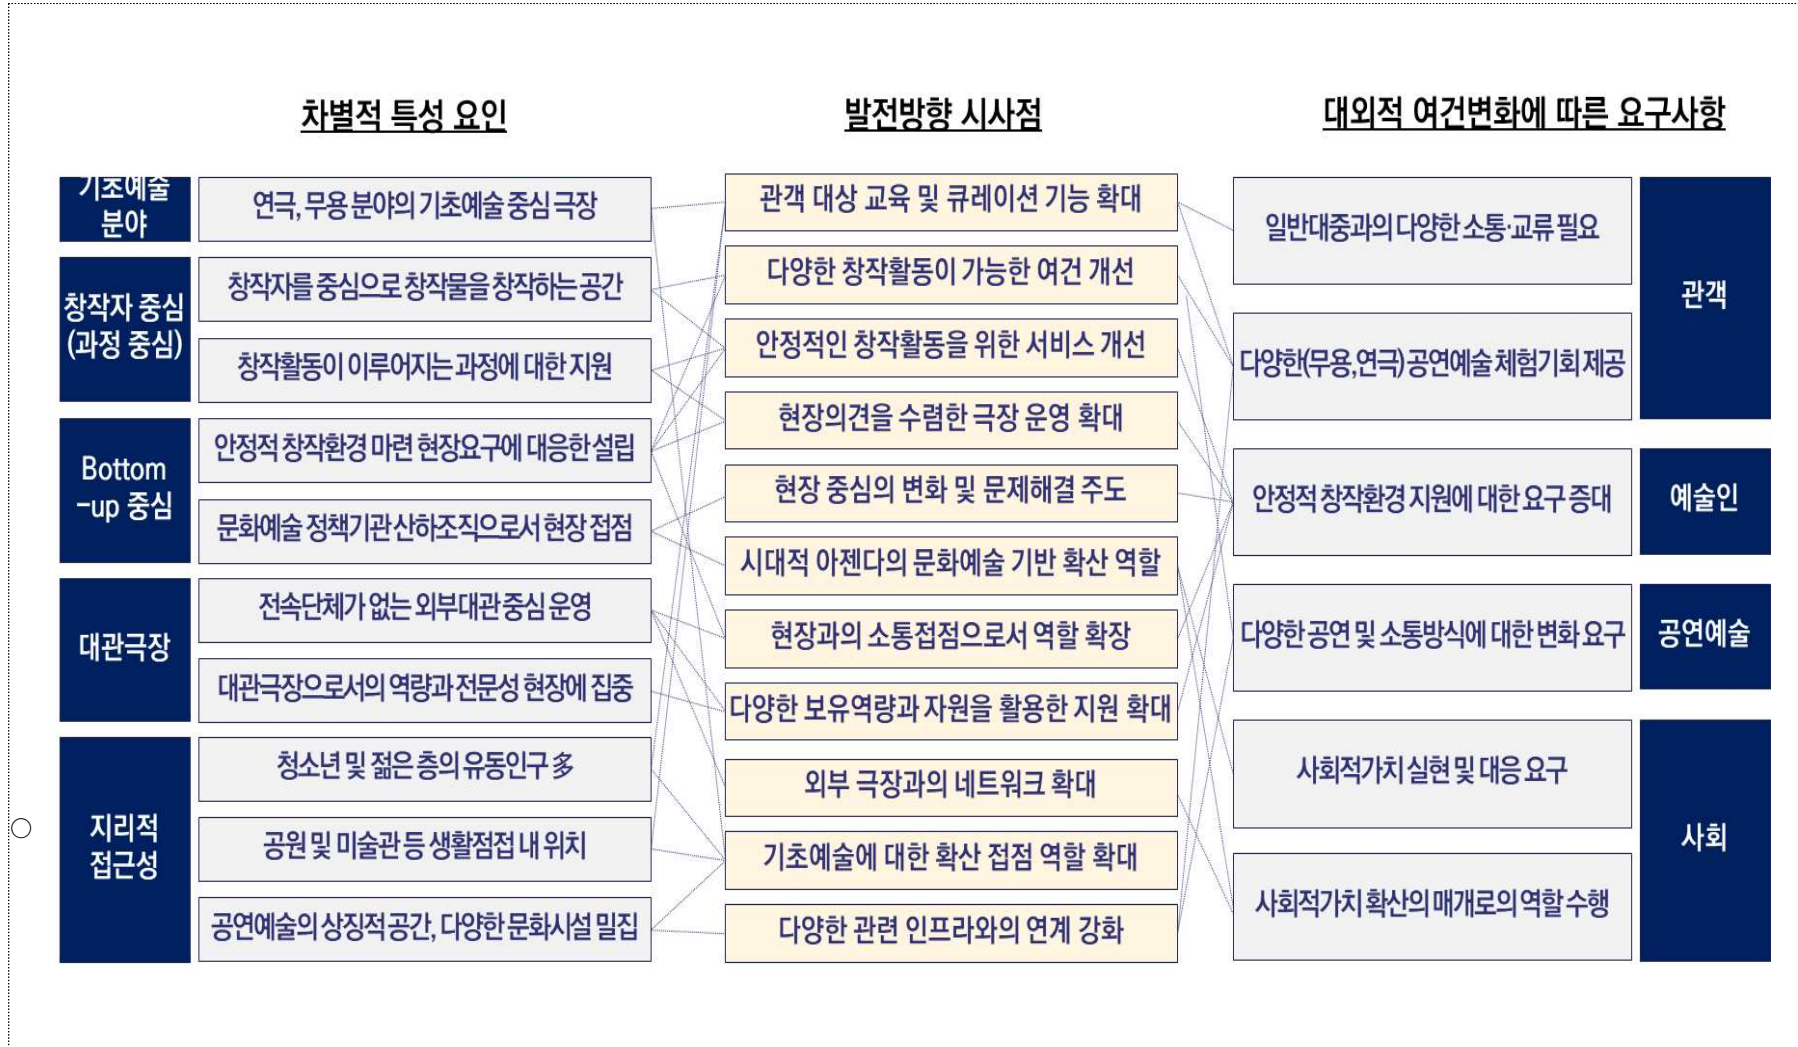 차별적 특성 요인
발전방향 시사점
대외적 여건변화에 따른 요구사항
기초예술
분야
연극, 무용 분야의 기초예술 중심 극장
창작자 중심
(과정 중심)
창작자를 중심으로 창작물을 창작하는 공간
창작활동이 이루어지는 과정에 대한 지원
Bottom
-up 중심
안정적 창작환경 마련 현장요구에 대응한 설립
문화예술 정책기관 산하조직으로서 현장 접점
대관극장
전속단체가 없는 외부대관 중심 운영
대관극장으로서의 역량과 전문성 현장에 집중
지리적
접근성
청소년 및 젊은 층의 유동인구 多
공원 및 미술관 등 생활점접 내 위치
공연예술의 상징적 공간, 다양한 문화시설 밀집
관객 대상 교육 및 큐레이션 기능 확대
다양한 창작활동이 가능한 여건 개선
안정적인 창작활동을 위한 서비스 개선
현장의견을 수렴한 극장 운영 확대
현장 중심의 변화 및 문제해결 주도
시대적 아젠다의 문화예술 기반 확산 역할
현장과의 소통접점으로서 역할 확장
다양한 보유역량과 자원을 활용한 지원 확대
외부 극장과의 네트워크 확대
기초예술에 대한 확산 접점 역할 확대
다양한 관련 인프라와의 연계 강화
일반대중과의 다양한 소통·교류 필요
다양한(무용,연극) 공연예술 체험기회 제공
관객
안정적 창작환경 지원에 대한 요구 증대
예술인
다양한 공연 및 소통방식에 대한 변화 요구
공연예술
사회적가치 실현 및 대응 요구
사회적가치 확산의 매개로의 역할 수행
사회